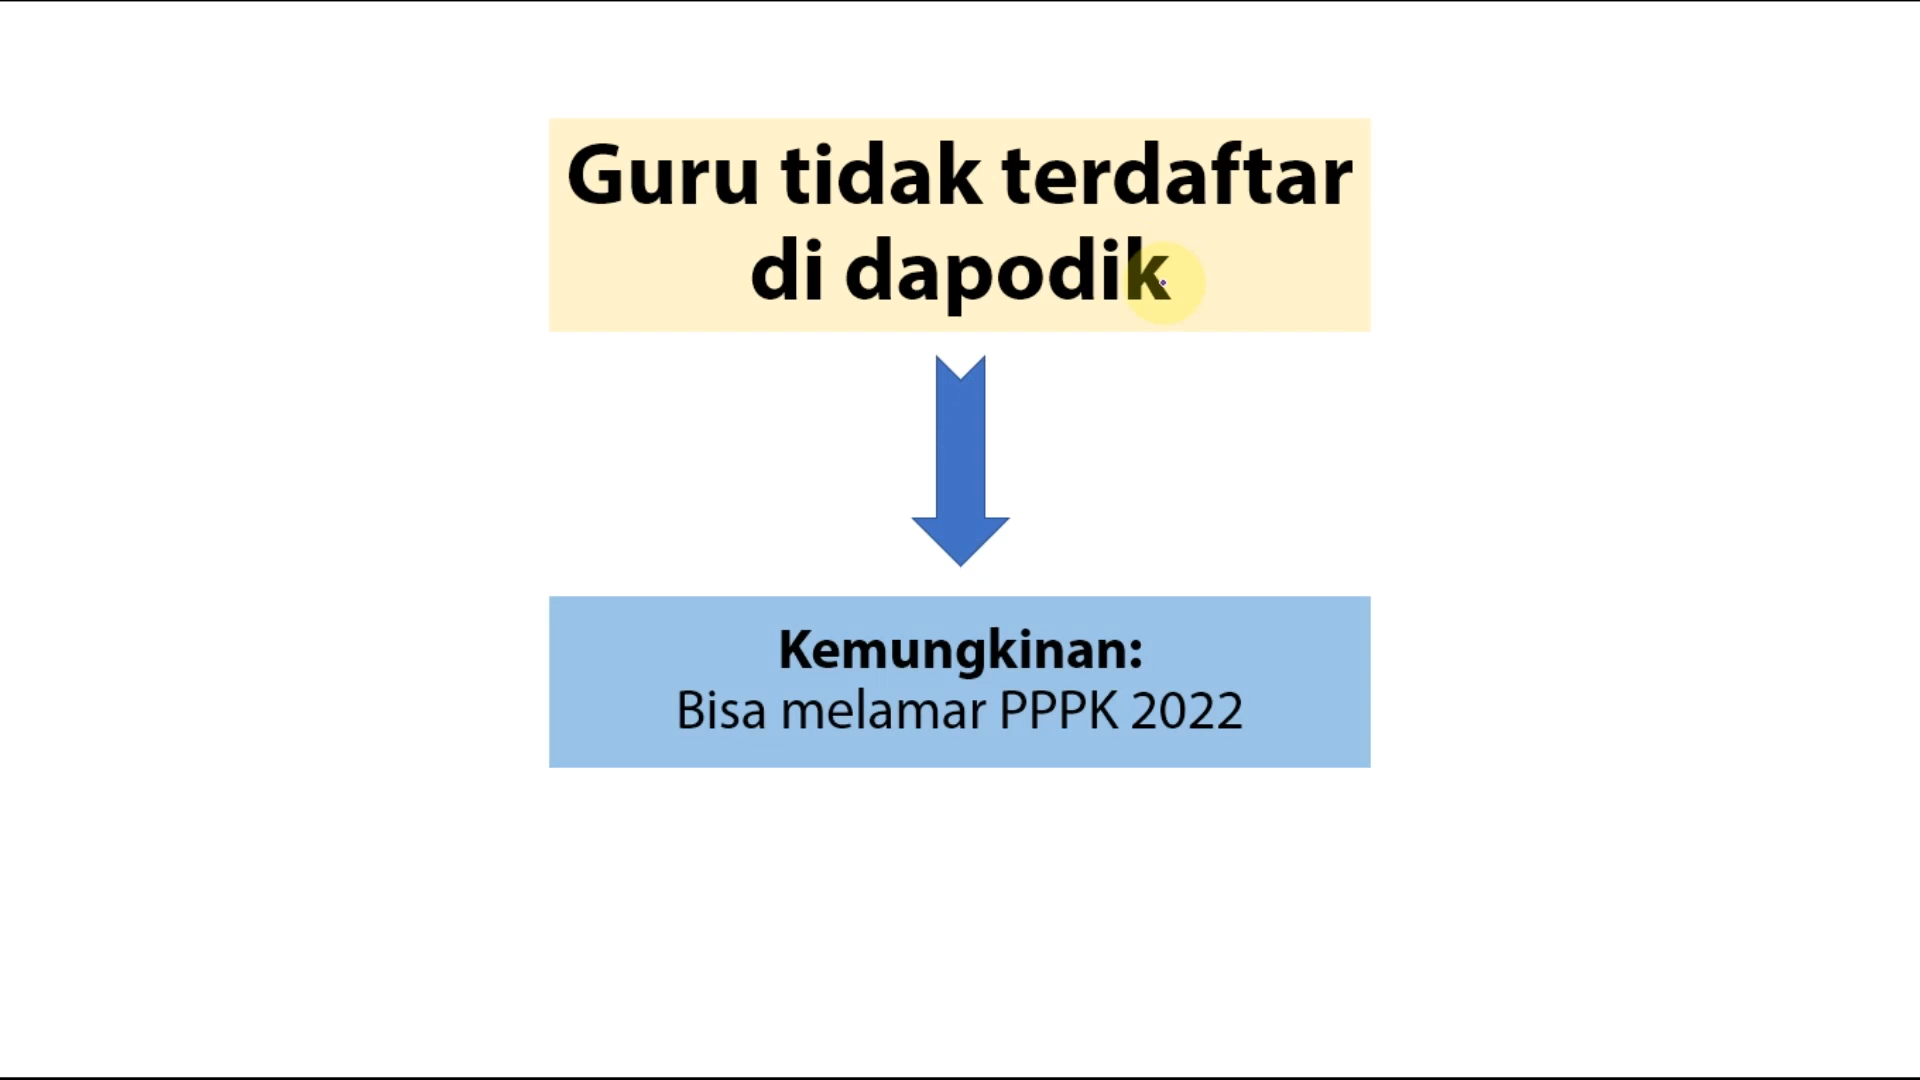 Guru tidak terdaftar
di dapodik
Kemungkinan:
Bisa melamar PPPK 2022